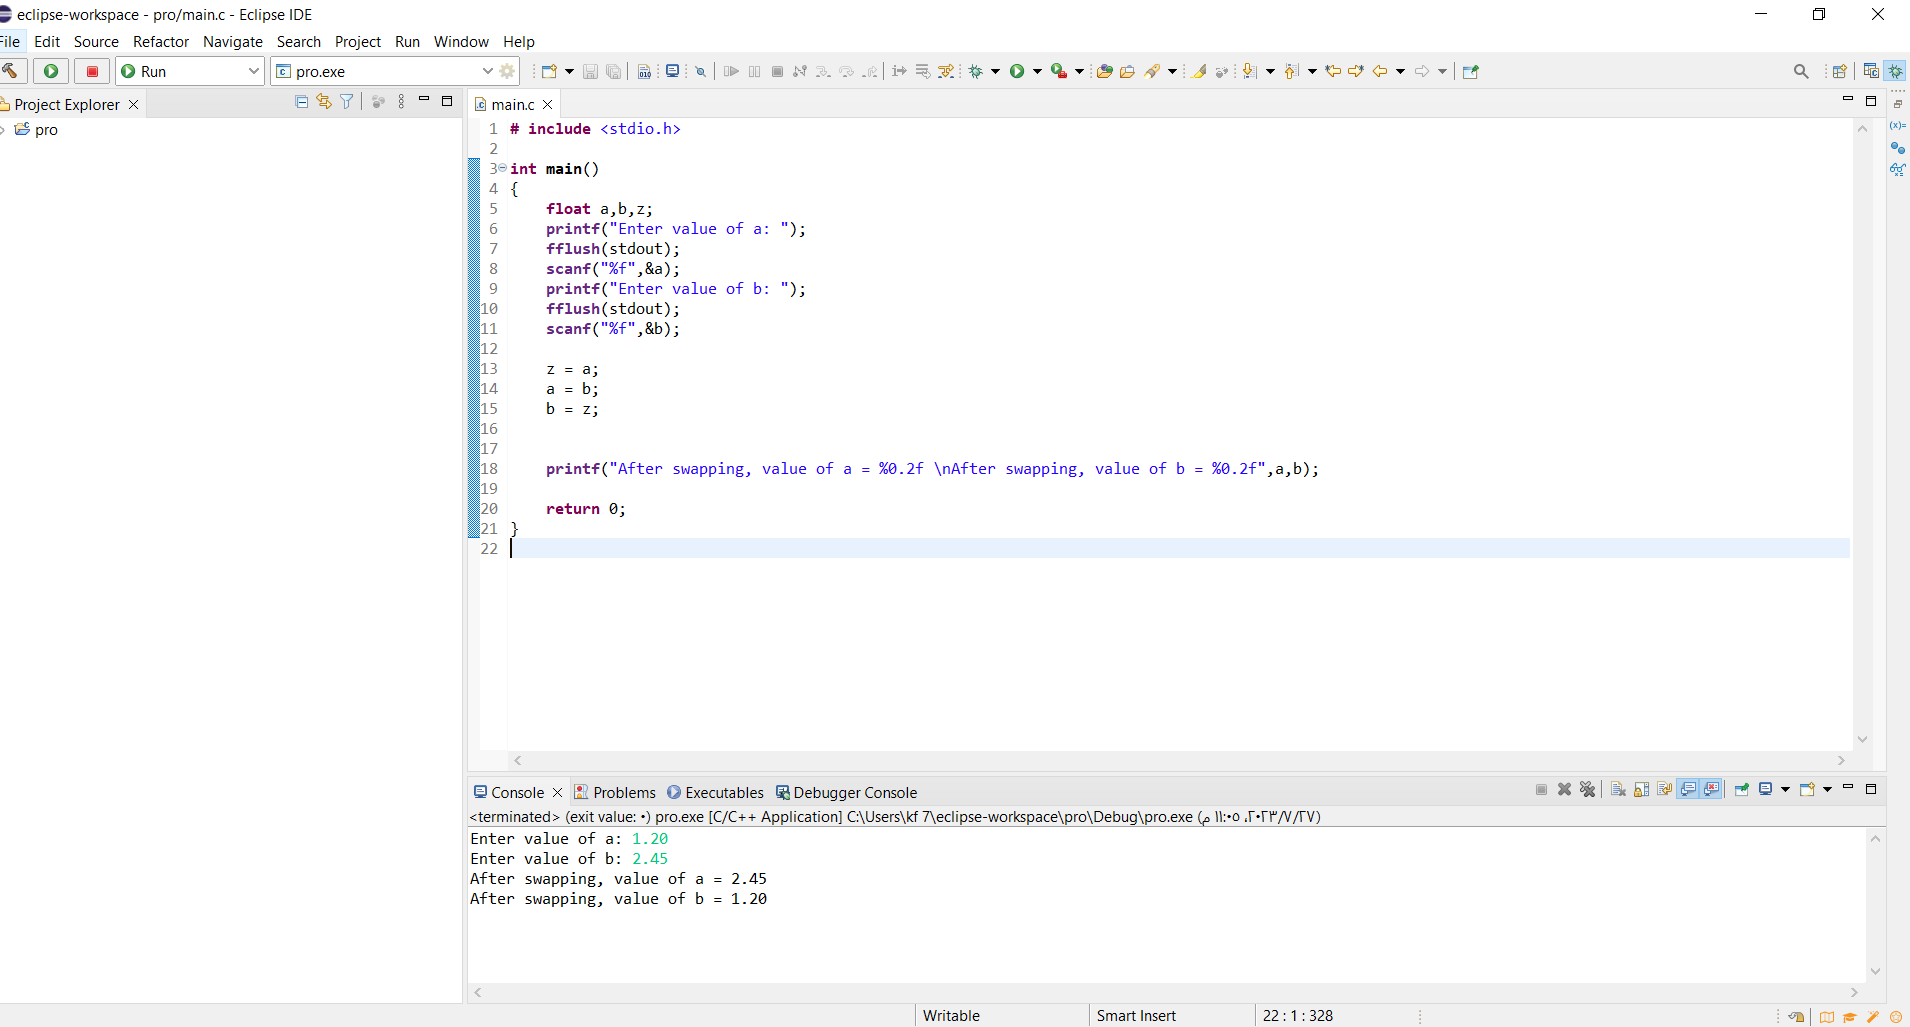 eclipse-workspace - pro/main.c - Eclipse IDE
File Edit Source Refactor Navigate Search Project Run Window Help
Run pro.exe
Project Explorer
pro
main.c
1 # include <stdio.h>
2
3 int main()
4 {
5 float a,b,z;
6 printf("Enter value of a: ");
7 fflush(stdout);
8 scanf("%f",&a);
9 printf("Enter value of b: ");
10 fflush(stdout);
11 scanf("%f",&b);
12
13 z = a;
14 a = b;
15 b = z;
16
17
18 printf("After swapping, value of a = %0.2f \nAfter swapping, value of b = %0.2f",a,b);
19
20 return 0;
21 }
22
Console Problems Executables Debugger Console
<terminated> (exit value: ٠) pro.exe [C/C++ Application] C:\Users\kf 7\eclipse-workspace\pro\Debug\pro.exe (٢٧/٧/٢٠٢٣، ١١:٠٥ م)
Enter value of a: 1.20
Enter value of b: 2.45
After swapping, value of a = 2.45
After swapping, value of b = 1.20
Writable Smart Insert 22 : 1 : 328